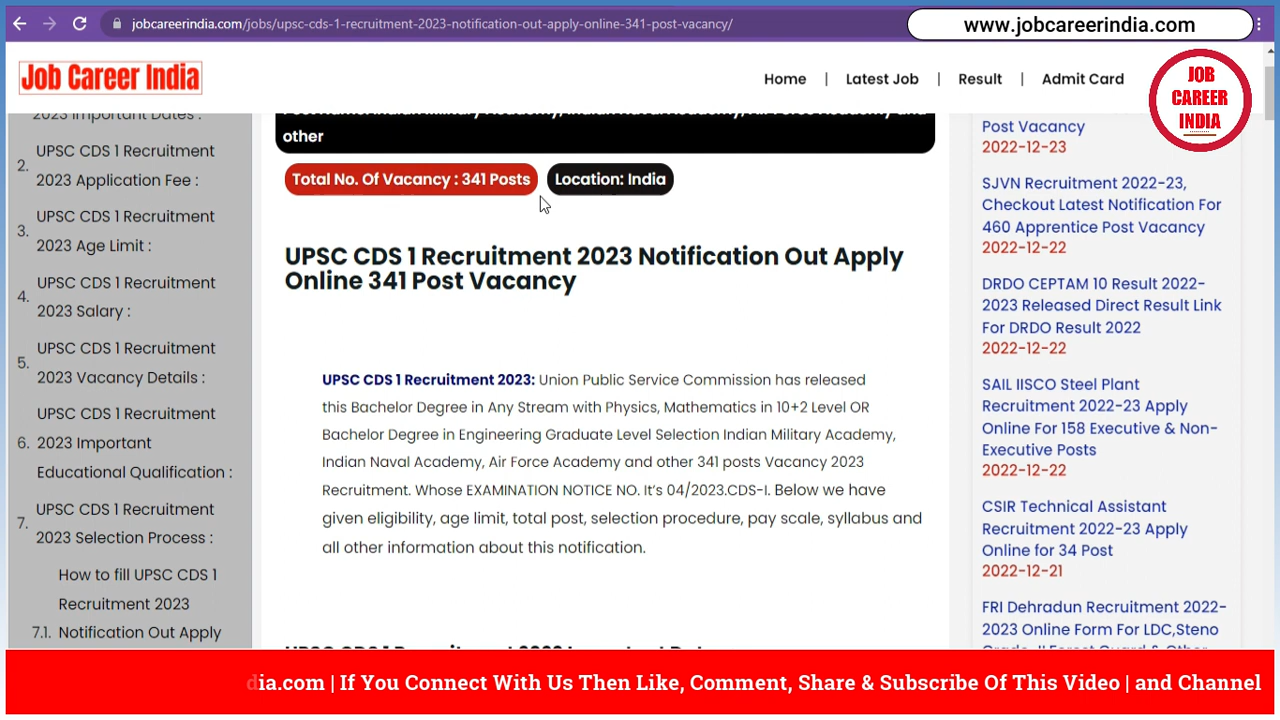 jobcareerindia.com/jobs/upsc-cds-1-recruitment-2023-notification-out-apply-online-341-post-vacancy/
www.jobcareerindia.com
Job Career India
Home | Latest Job | Result | Admit Card
JOB
CAREER
INDIA
2023 Important Dates :
2. UPSC CDS 1 Recruitment
2023 Application Fee :
3. UPSC CDS 1 Recruitment
2023 Age Limit :
4. UPSC CDS 1 Recruitment
2023 Salary :
5. UPSC CDS 1 Recruitment
2023 Vacancy Details :
6. UPSC CDS 1 Recruitment
2023 Important
Educational Qualification :
7. UPSC CDS 1 Recruitment
2023 Selection Process :
How to fill UPSC CDS 1
Recruitment 2023
7.1. Notification Out Apply
other
Total No. Of Vacancy : 341 Posts
Location: India
UPSC CDS 1 Recruitment 2023 Notification Out Apply
Online 341 Post Vacancy
UPSC CDS 1 Recruitment 2023: Union Public Service Commission has released
this Bachelor Degree in Any Stream with Physics, Mathematics in 10+2 Level OR
Bachelor Degree in Engineering Graduate Level Selection Indian Military Academy,
Indian Naval Academy, Air Force Academy and other 341 posts Vacancy 2023
Recruitment. Whose EXAMINATION NOTICE NO. It's 04/2023.CDS-I. Below we have
given eligibility, age limit, total post, selection procedure, pay scale, syllabus and
all other information about this notification.
Post Vacancy
2022-12-23
SJVN Recruitment 2022-23,
Checkout Latest Notification For
460 Apprentice Post Vacancy
2022-12-22
DRDO CEPTAM 10 Result 2022-
2023 Released Direct Result Link
For DRDO Result 2022
2022-12-22
SAIL IISCO Steel Plant
Recruitment 2022-23 Apply
Online For 158 Executive & Non-
Executive Posts
2022-12-22
CSIR Technical Assistant
Recruitment 2022-23 Apply
Online for 34 Post
2022-12-21
FRI Dehradun Recruitment 2022-
2023 Online Form For LDC,Steno
dia.com | If You Connect With Us Then Like, Comment, Share & Subscribe Of This Video | and Channel